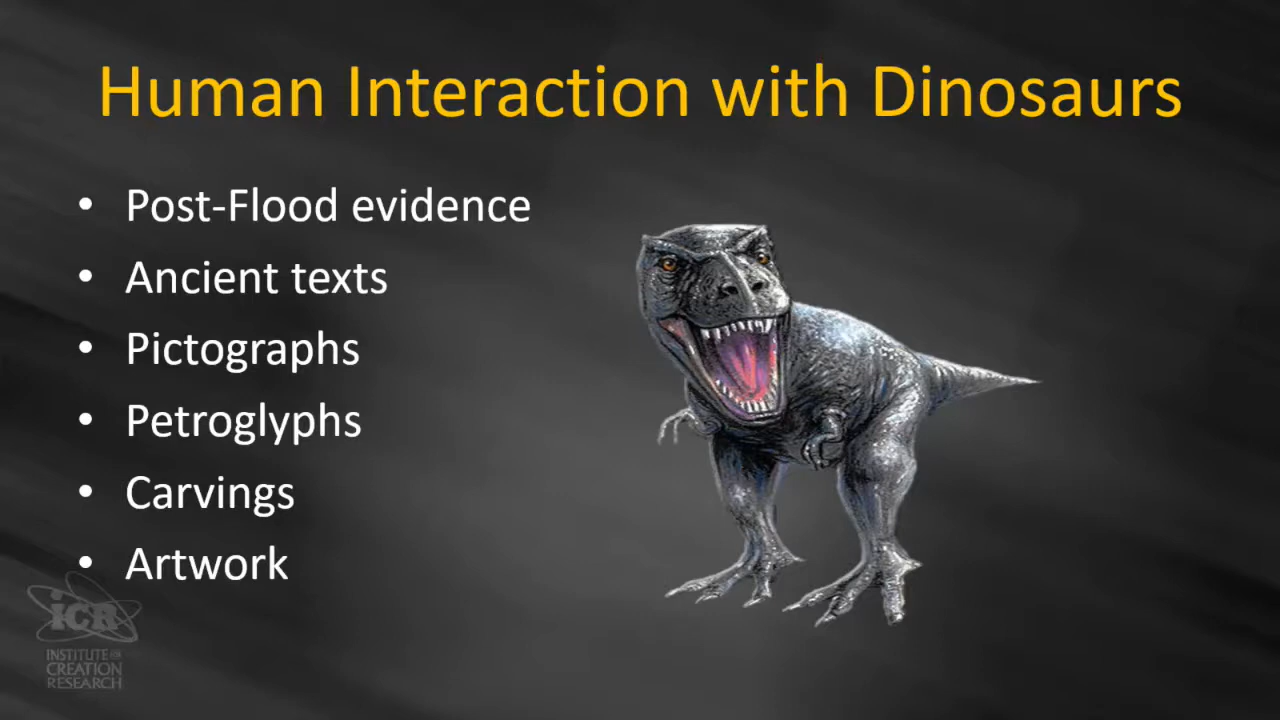 Human Interaction with Dinosaurs
• Post-Flood evidence
• Ancient texts
• Pictographs
• Petroglyphs
• Carvings
• Artwork
iCR
INSTITUTE for
CREATION
RESEARCH